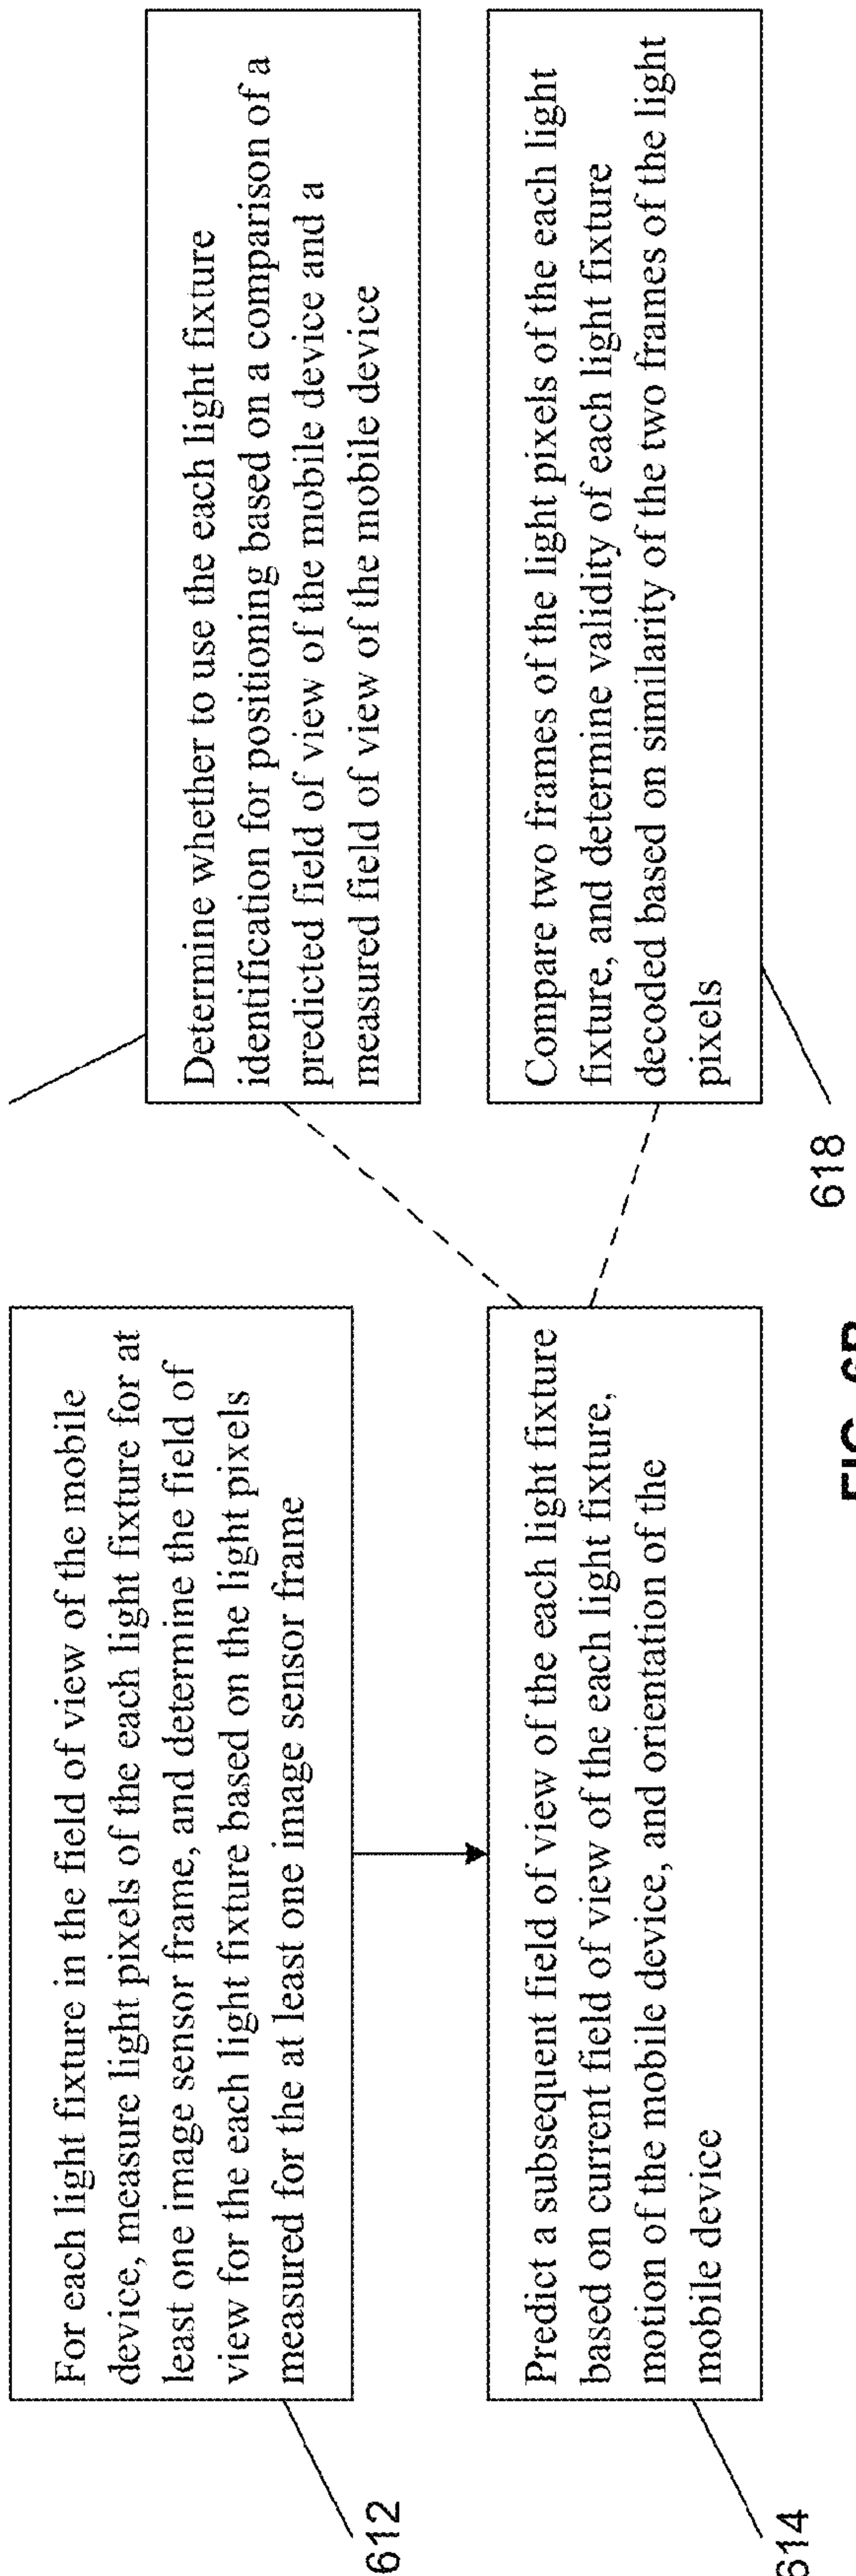 For each light fixture in the field of view of the mobile
device, measure light pixels of the each light fixture for at
least one image sensor frame, and determine the field of
view for the each light fixture based on the light pixels
measured for the at least one image sensor frame
612
Predict a subsequent field of view of the each light fixture
based on current field of view of the each light fixture,
motion of the mobile device, and orientation of the
mobile device
614
Determine whether to use the each light fixture
identification for positioning based on a comparison of a
predicted field of view of the mobile device and a
measured field of view of the mobile device
Compare two frames of the light pixels of the each light
fixture, and determine validity of each light fixture
decoded based on similarity of the two frames of the light
pixels
618
FIG. 6B